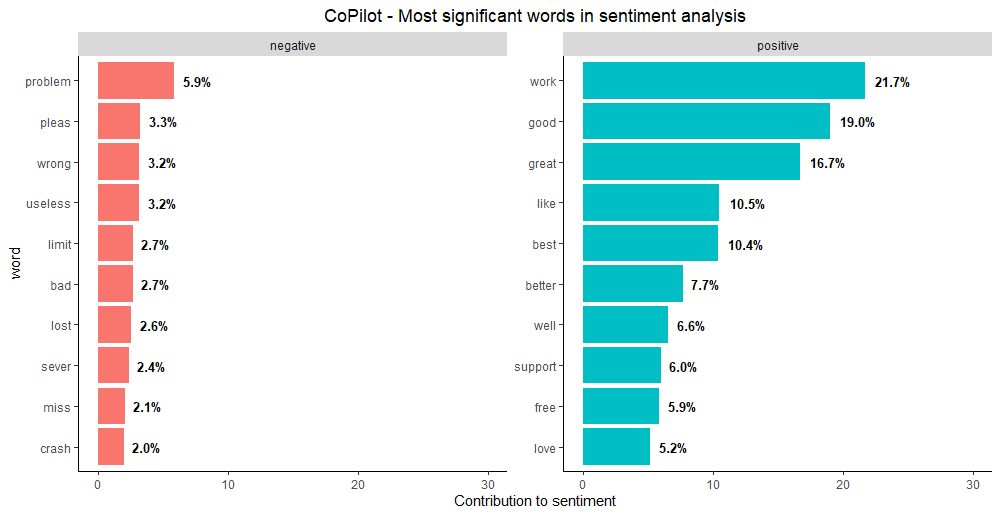 CoPilot - Most significant words in sentiment analysis
negative
positive
word
problem 5.9%
pleas 3.3%
wrong 3.2%
useless 3.2%
limit 2.7%
bad 2.7%
lost 2.6%
sever 2.4%
miss 2.1%
crash 2.0%
0 10 20 30
work 21.7%
good 19.0%
great 16.7%
like 10.5%
best 10.4%
better 7.7%
well 6.6%
support 6.0%
free 5.9%
love 5.2%
0 10 20 30
Contribution to sentiment